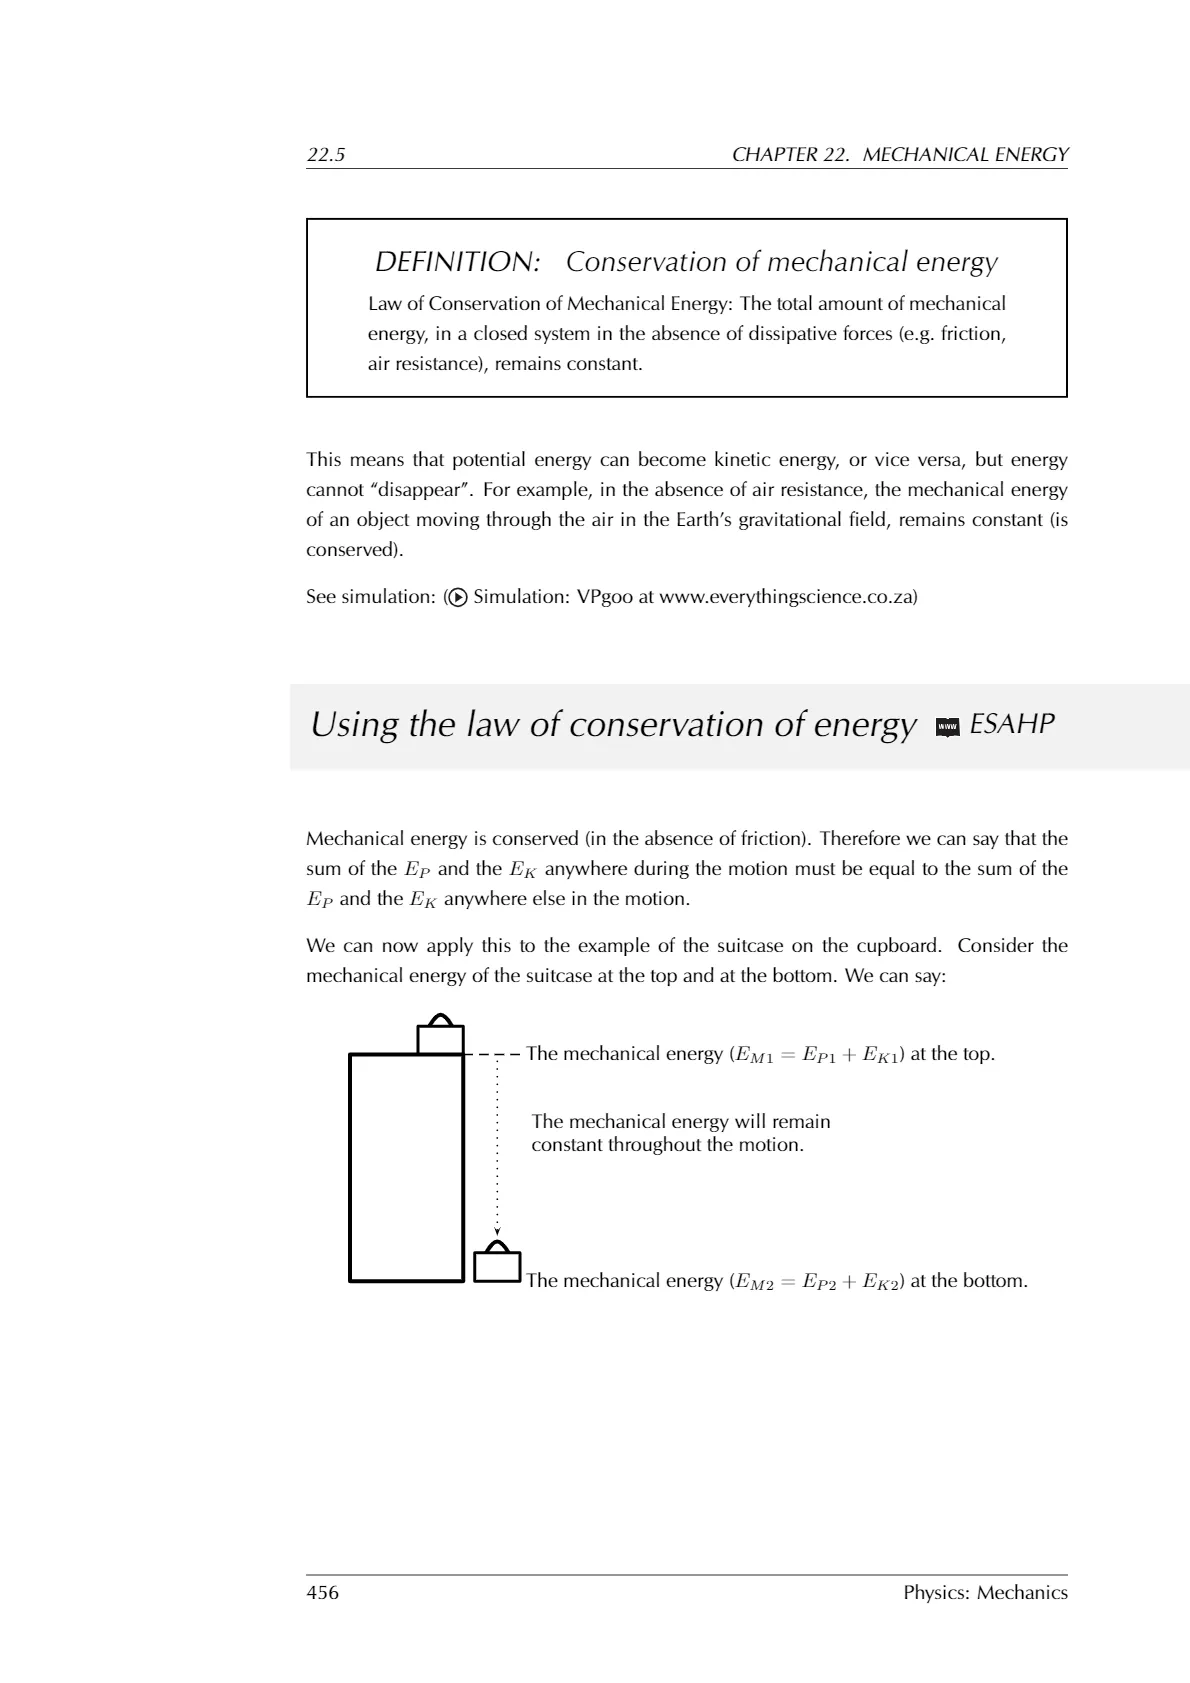 22.5 CHAPTER 22. MECHANICAL ENERGY
DEFINITION: Conservation of mechanical energy
Law of Conservation of Mechanical Energy: The total amount of mechanical
energy, in a closed system in the absence of dissipative forces (e.g. friction,
air resistance), remains constant.
This means that potential energy can become kinetic energy, or vice versa, but energy
cannot “disappear”. For example, in the absence of air resistance, the mechanical energy
of an object moving through the air in the Earth’s gravitational field, remains constant (is
conserved).
See simulation: ( Simulation: VPgoo at www.everythingscience.co.za)
Using the law of conservation of energy www ESAHP
Mechanical energy is conserved (in the absence of friction). Therefore we can say that the
sum of the E_P and the E_K anywhere during the motion must be equal to the sum of the
E_P and the E_K anywhere else in the motion.
We can now apply this to the example of the suitcase on the cupboard. Consider the
mechanical energy of the suitcase at the top and at the bottom. We can say:
The mechanical energy (E_{M1} = E_{P1} + E_{K1}) at the top.
The mechanical energy will remain
constant throughout the motion.
The mechanical energy (E_{M2} = E_{P2} + E_{K2}) at the bottom.
456 Physics: Mechanics